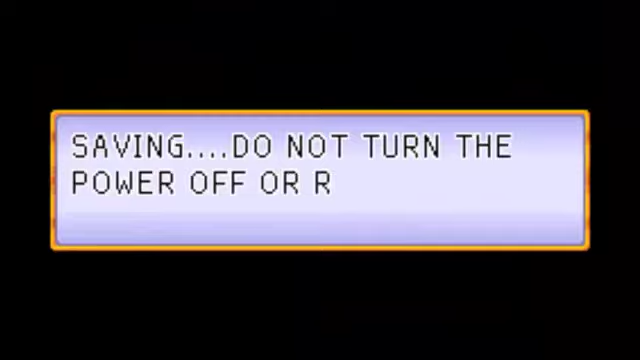 SAVING....DO NOT TURN THE
POWER OFF OR R